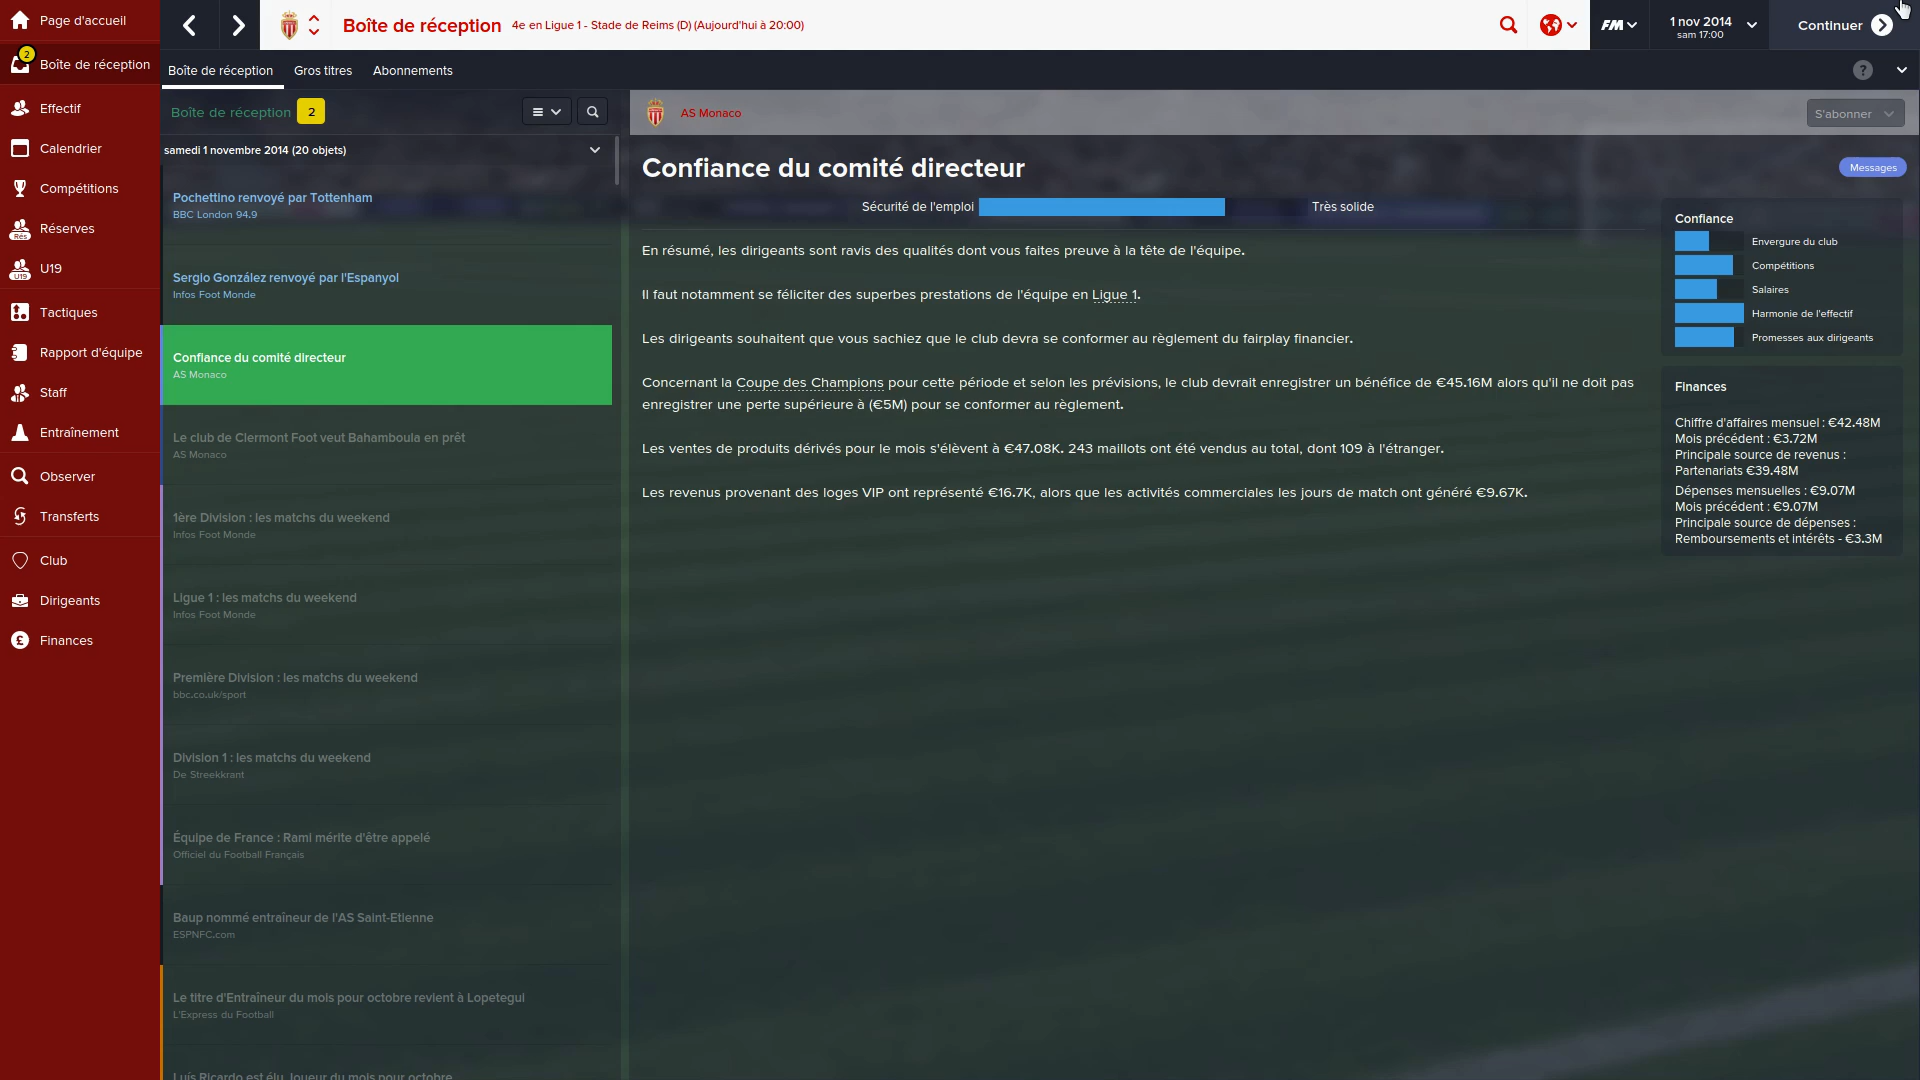 Page d'accueil
2
Boîte de réception
Effectif
Calendrier
Compétitions
Rés
Réserves
U19
U19
Tactiques
Rapport d'équipe
Staff
Entraînement
Observer
Transferts
Club
Dirigeants
£
Finances
Boîte de réception
4e en Ligue 1 - Stade de Reims (D) (Aujourd'hui à 20:00)
FM
1 nov 2014
sam 17:00
Continuer
Boîte de réception
Gros titres
Abonnements
?
Boîte de réception
2
samedi 1 novembre 2014 (20 objets)
Pochettino renvoyé par Tottenham
BBC London 94.9
Sergio González renvoyé par l'Espanyol
Infos Foot Monde
Confiance du comité directeur
AS Monaco
Le club de Clermont Foot veut Bahamboula en prêt
AS Monaco
1ère Division : les matchs du weekend
Infos Foot Monde
Ligue 1 : les matchs du weekend
Infos Foot Monde
Première Division : les matchs du weekend
bbc.co.uk/sport
Division 1 : les matchs du weekend
De Streekkrant
Équipe de France : Rami mérite d'être appelé
Officiel du Football Français
Baup nommé entraîneur de l'AS Saint-Etienne
ESPNFC.com
Le titre d'Entraîneur du mois pour octobre revient à Lopetegui
L'Express du Football
Luís Ricardo est élu Joueur du mois pour octobre
AS Monaco
S'abonner
Confiance du comité directeur
Messages
Sécurité de l'emploi
Très solide
En résumé, les dirigeants sont ravis des qualités dont vous faites preuve à la tête de l'équipe.
Il faut notamment se féliciter des superbes prestations de l'équipe en Ligue 1.
Les dirigeants souhaitent que vous sachiez que le club devra se conformer au règlement du fairplay financier.
Concernant la Coupe des Champions pour cette période et selon les prévisions, le club devrait enregistrer un bénéfice de €45.16M alors qu'il ne doit pas
enregistrer une perte supérieure à (€5M) pour se conformer au règlement.
Les ventes de produits dérivés pour le mois s'élèvent à €47.08K. 243 maillots ont été vendus au total, dont 109 à l'étranger.
Les revenus provenant des loges VIP ont représenté €16.7K, alors que les activités commerciales les jours de match ont généré €9.67K.
Confiance
Envergure du club
Compétitions
Salaires
Harmonie de l'effectif
Promesses aux dirigeants
Finances
Chiffre d'affaires mensuel : €42.48M
Mois précédent : €3.72M
Principale source de revenus :
Partenariats €39.48M
Dépenses mensuelles : €9.07M
Mois précédent : €9.07M
Principale source de dépenses :
Remboursements et intérêts - €3.3M